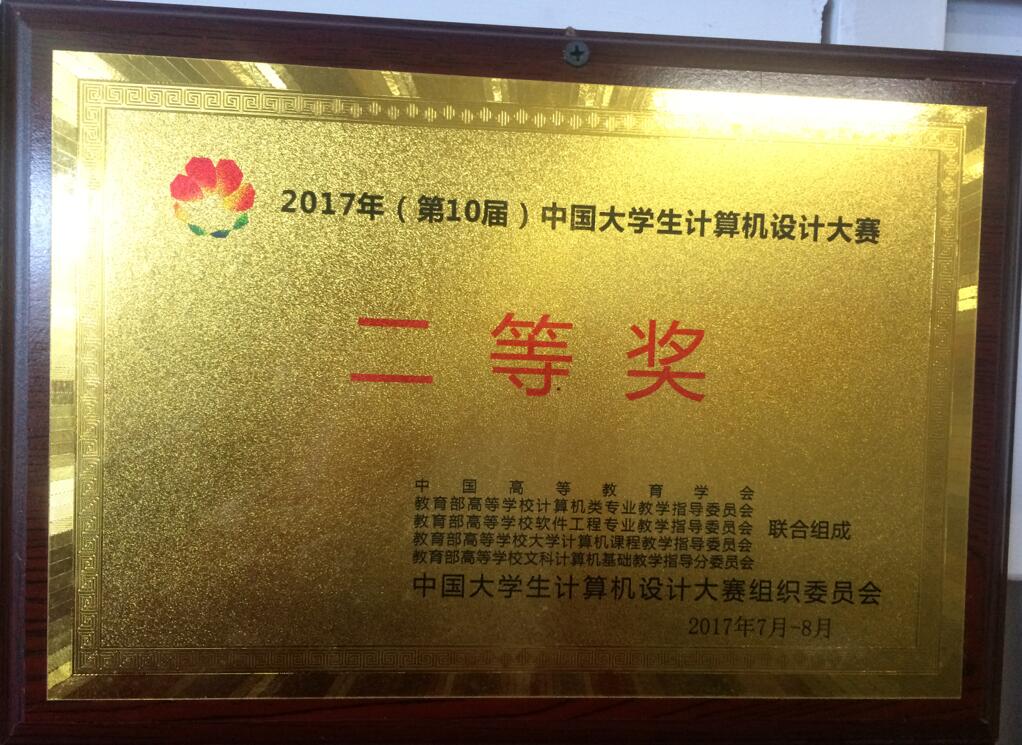 2017年（第10届）中国大学生计算机设计大赛
二等奖
中国高等教育学会
教育部高等学校计算机类专业教学指导委员会
教育部高等学校软件工程专业教学指导委员会 联合组成
教育部高等学校大学计算机课程教学指导委员会
教育部高等学校文科计算机基础教学指导分委员会
中国大学生计算机设计大赛组织委员会
2017年7月-8月